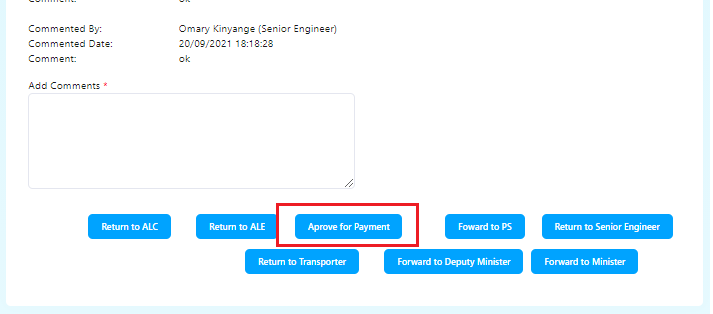 Comment: ok
Commented By: Omary Kinyange (Senior Engineer)
Commented Date: 20/09/2021 18:18:28
Comment: ok
Add Comments *
Return to ALC Return to ALE Aprove for Payment Foward to PS Return to Senior Engineer
Return to Transporter Forward to Deputy Minister Forward to Minister